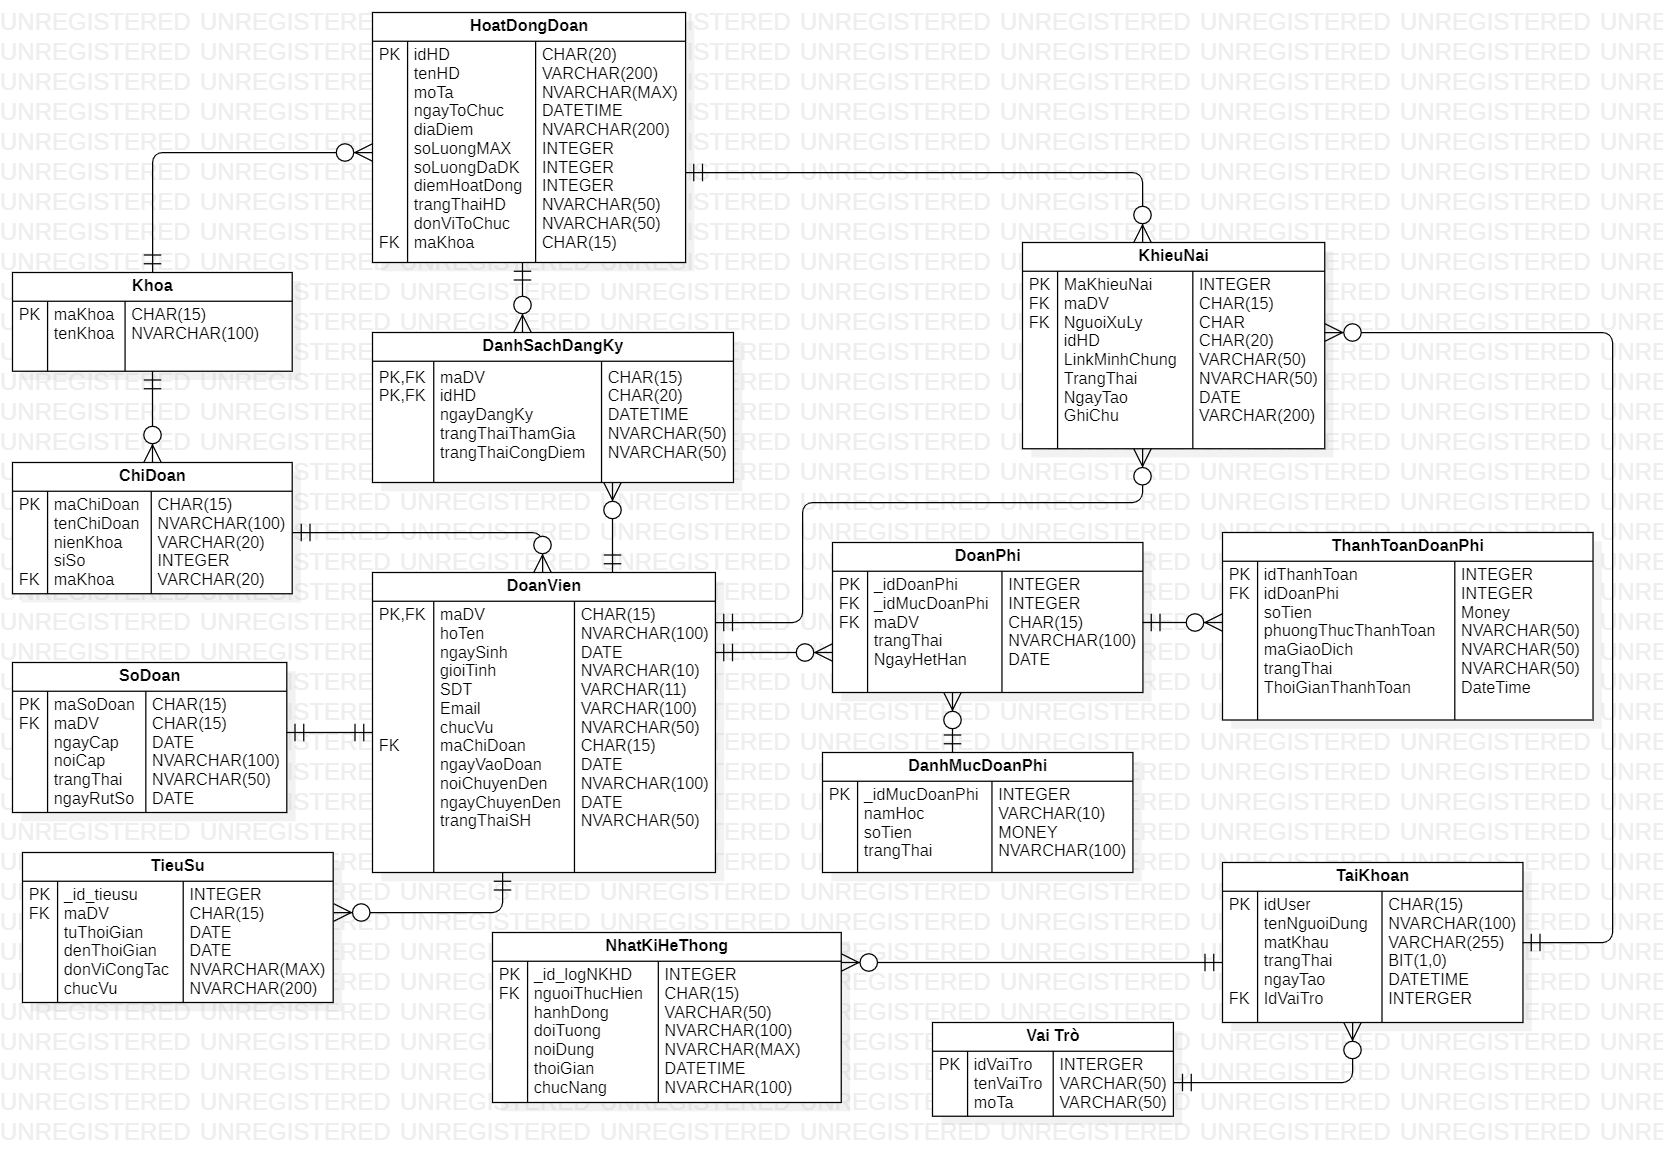 HoatDongDoan
PK idHD CHAR(20)
tenHD VARCHAR(200)
moTa NVARCHAR(MAX)
ngayToChuc DATETIME
diaDiem NVARCHAR(200)
soLuongMAX INTEGER
soLuongDaDK INTEGER
diemHoatDong INTEGER
trangThaiHD NVARCHAR(50)
donViToChuc NVARCHAR(50)
FK maKhoa CHAR(15)
Khoa
PK maKhoa CHAR(15)
tenKhoa NVARCHAR(100)
KhieuNai
PK MaKhieuNai INTEGER
FK maDV CHAR(15)
FK NguoiXuLy CHAR
idHD CHAR(20)
LinkMinhChung VARCHAR(50)
TrangThai NVARCHAR(50)
NgayTao DATE
GhiChu VARCHAR(200)
DanhSachDangKy
PK,FK maDV CHAR(15)
PK,FK idHD CHAR(20)
ngayDangKy DATETIME
trangThaiThamGia NVARCHAR(50)
trangThaiCongDiem NVARCHAR(50)
ChiDoan
PK maChiDoan CHAR(15)
tenChiDoan NVARCHAR(100)
nienKhoa VARCHAR(20)
siSo INTEGER
FK maKhoa VARCHAR(20)
DoanVien
PK,FK maDV CHAR(15)
hoTen NVARCHAR(100)
ngaySinh DATE
gioiTinh NVARCHAR(10)
SDT VARCHAR(11)
Email VARCHAR(100)
chucVu NVARCHAR(50)
FK maChiDoan CHAR(15)
ngayVaoDoan DATE
noiChuyenDen NVARCHAR(100)
ngayChuyenDen DATE
trangThaiSH NVARCHAR(50)
DoanPhi
PK _idDoanPhi INTEGER
FK _idMucDoanPhi INTEGER
FK maDV CHAR(15)
trangThai NVARCHAR(100)
NgayHetHan DATE
ThanhToanDoanPhi
PK idThanhToan INTEGER
FK idDoanPhi INTEGER
soTien Money
phuongThucThanhToan NVARCHAR(50)
maGiaoDich NVARCHAR(50)
trangThai NVARCHAR(50)
ThoiGianThanhToan DateTime
SoDoan
PK maSoDoan CHAR(15)
FK maDV CHAR(15)
ngayCap DATE
noiCap NVARCHAR(100)
trangThai NVARCHAR(50)
ngayRutSo DATE
DanhMucDoanPhi
PK _idMucDoanPhi INTEGER
namHoc VARCHAR(10)
soTien MONEY
trangThai NVARCHAR(100)
TieuSu
PK _id_tieusu INTEGER
FK maDV CHAR(15)
tuThoiGian DATE
denThoiGian DATE
donViCongTac NVARCHAR(MAX)
chucVu NVARCHAR(200)
TaiKhoan
PK idUser CHAR(15)
tenNguoiDung NVARCHAR(100)
matKhau VARCHAR(255)
trangThai BIT(1,0)
ngayTao DATETIME
FK IdVaiTro INTERGER
NhatKiHeThong
PK _id_logNKHD INTEGER
FK nguoiThucHien CHAR(15)
hanhDong VARCHAR(50)
doiTuong NVARCHAR(100)
noiDung NVARCHAR(MAX)
thoiGian DATETIME
chucNang NVARCHAR(100)
Vai Trò
PK idVaiTro INTERGER
tenVaiTro VARCHAR(50)
moTa VARCHAR(50)
UNREGISTERED